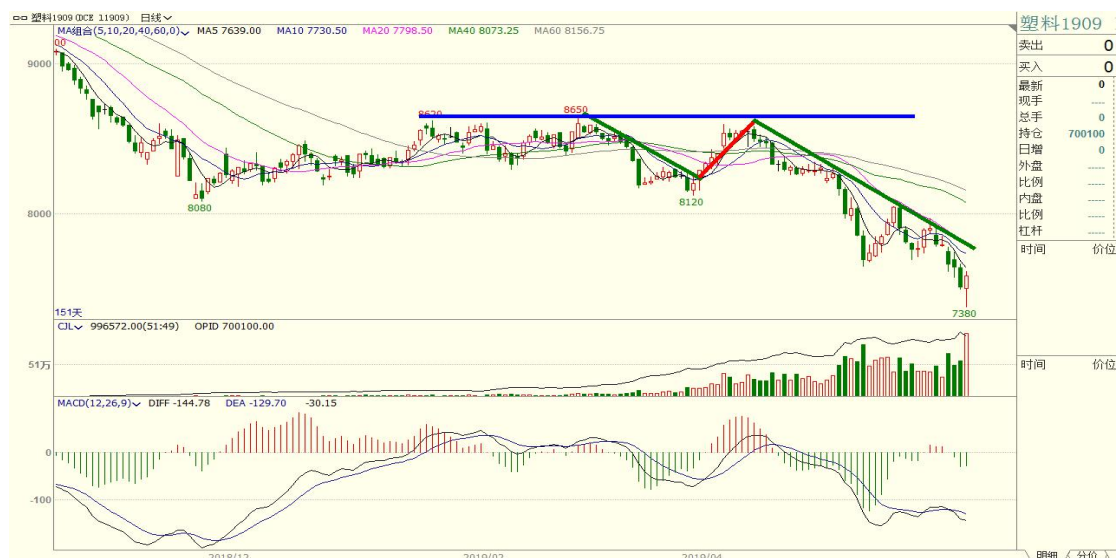 塑料1909(DCE 11909) 日线
MA组合(5,10,20,40,60,0) MA5 7639.00 MA10 7730.50 MA20 7798.50 MA40 8073.25 MA60 8156.75
9000
8620
8650
8000
8080
8120
7380
151天
CJL 996572.00(51:49) OPID 700100.00
51万
MACD(12,26,9) DIFF -144.78 DEA -129.70 -30.15
0
-100
2018/12
2019/02
2019/04
塑料1909
卖出 0
买入 0
最新 0
现手 ----
总手 0
持仓 700100
日增 0
外盘 -----
比例 -----
内盘 -----
比例 -----
杠杆 -----
时间 价位
时间 价位
明细 分价